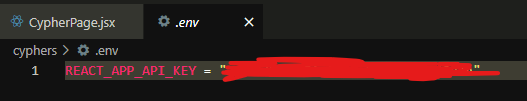 CypherPage.jsx
.env
cyphers > .env
1 REACT_APP_API_KEY = "
"